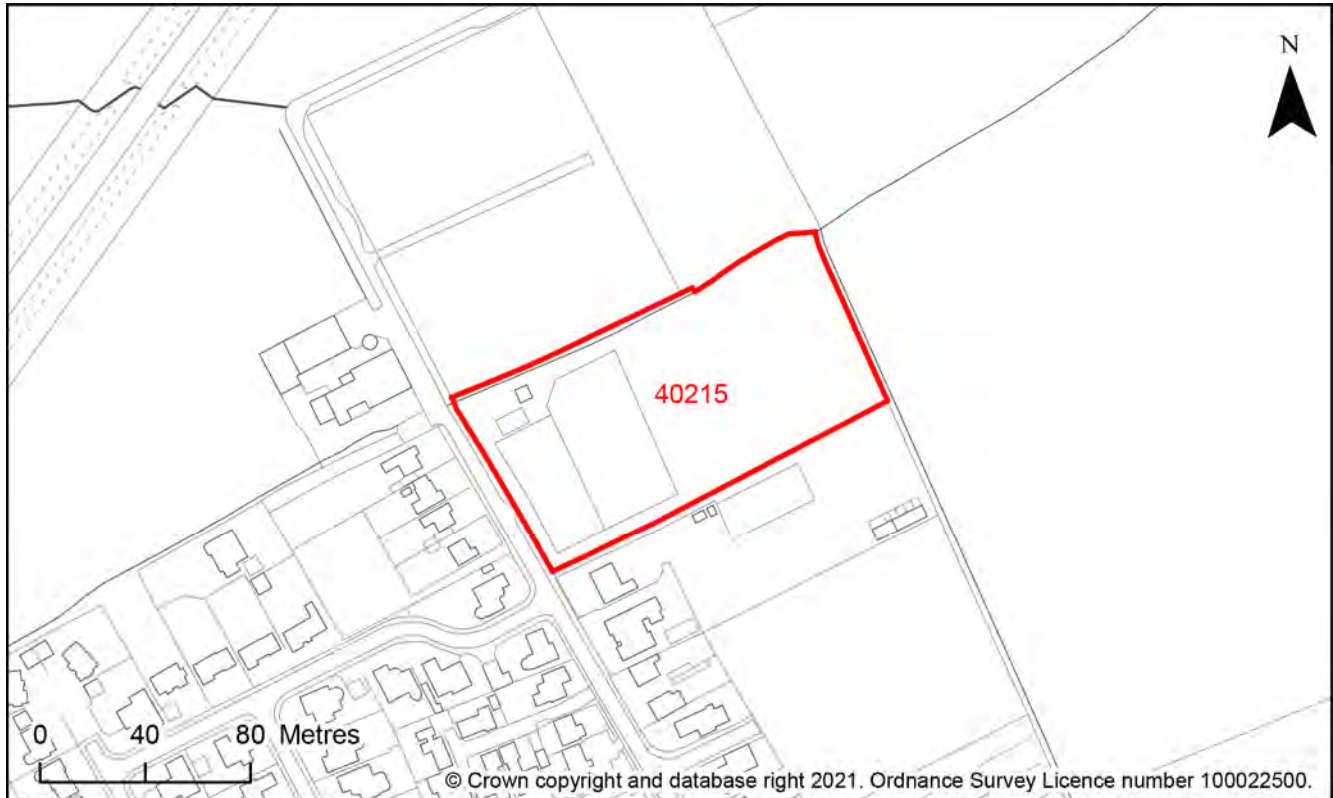 N
40215
0 40 80 Metres
© Crown copyright and database right 2021. Ordnance Survey Licence number 100022500.